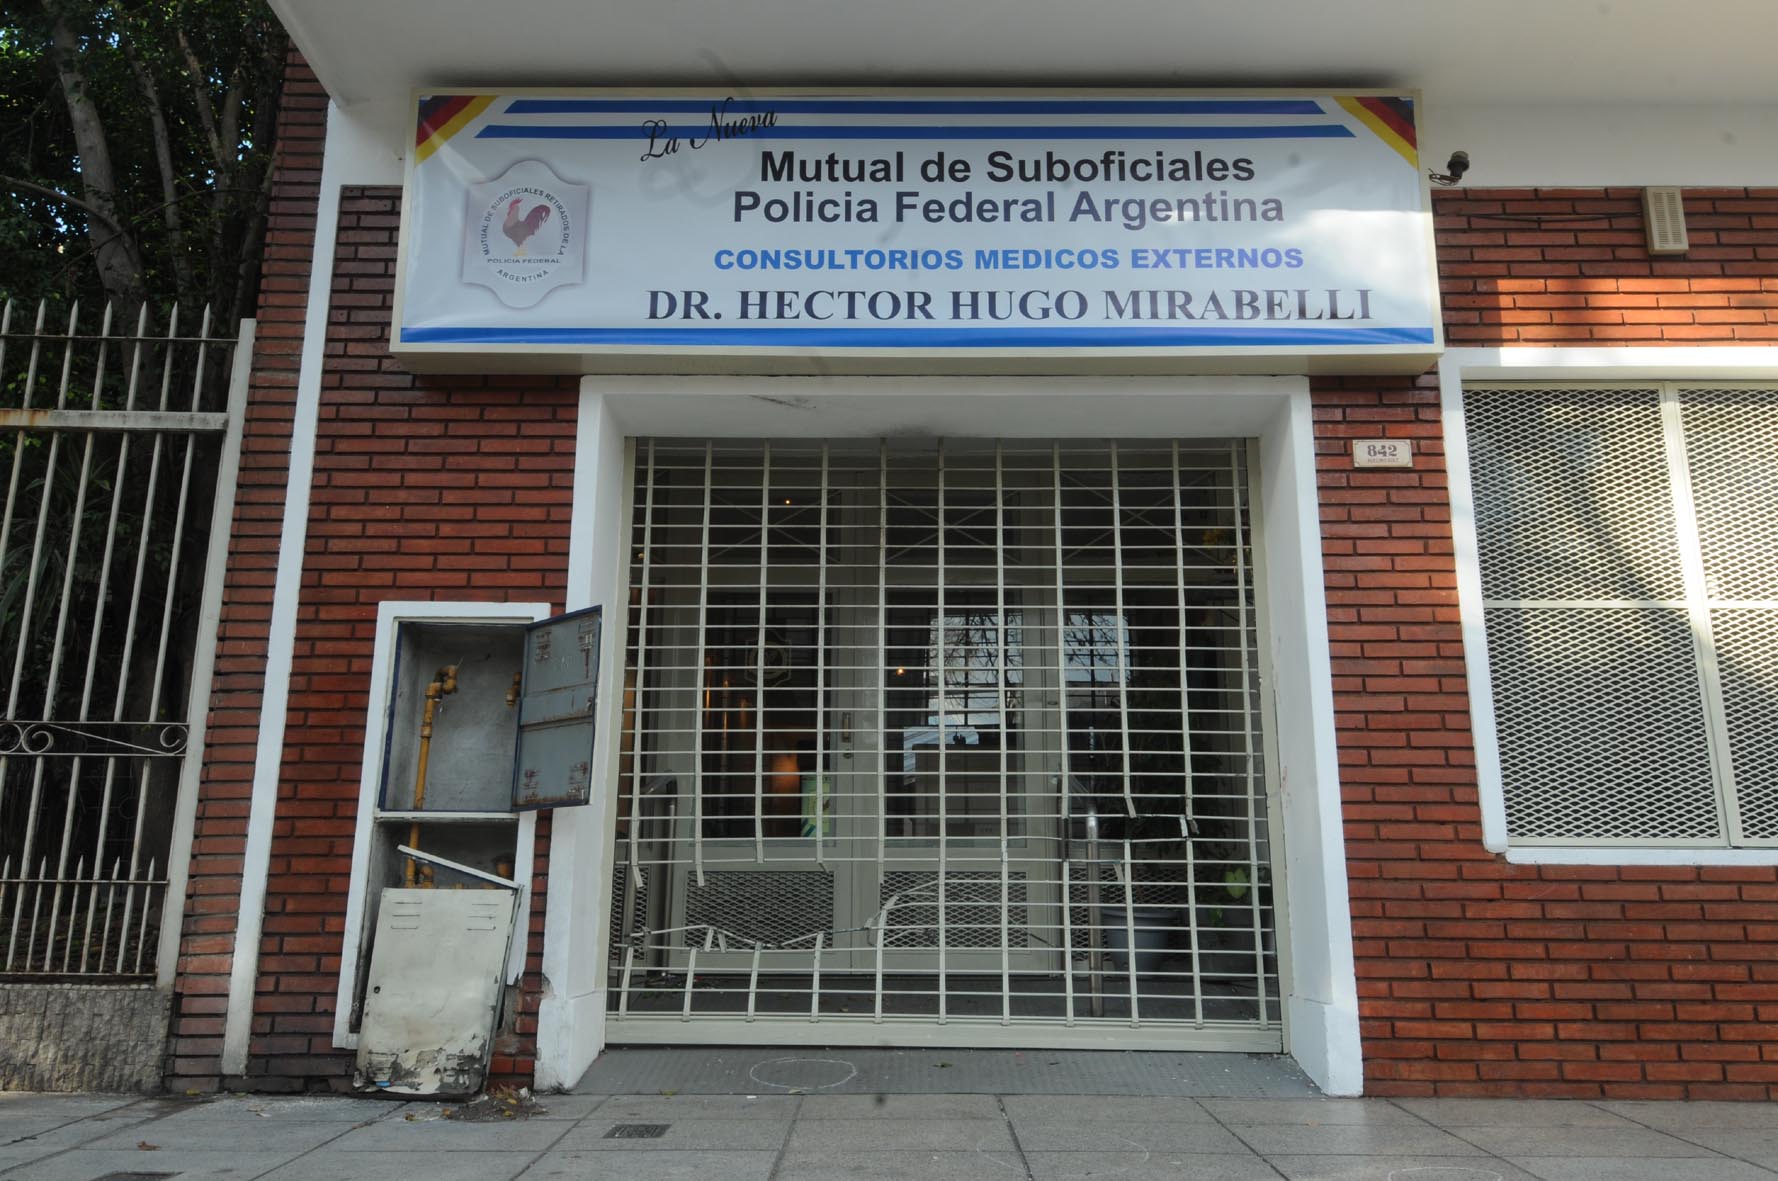 La Nueva
Mutual de Suboficiales
Policia Federal Argentina
CONSULTORIOS MEDICOS EXTERNOS
DR. HECTOR HUGO MIRABELLI
MUTUAL DE SUBOFICIALES RETIRADOS DE LA
POLICIA FEDERAL
ARGENTINA
842